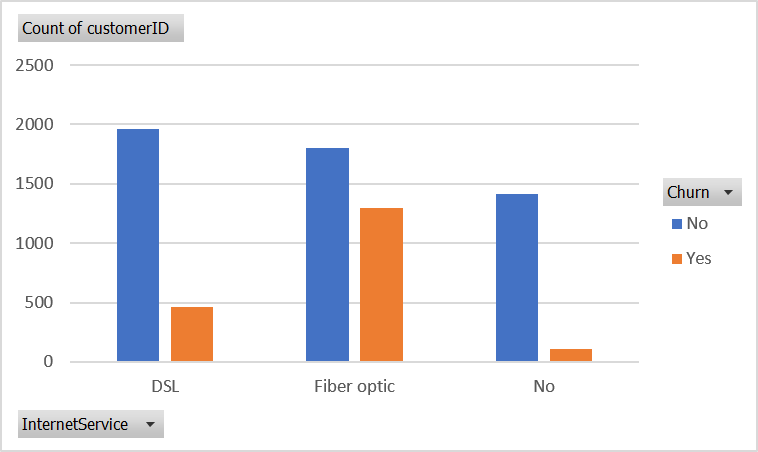 Count of customerID
2500
2000
1500
1000
500
0
DSL
Fiber optic
No
Churn
No
Yes
InternetService